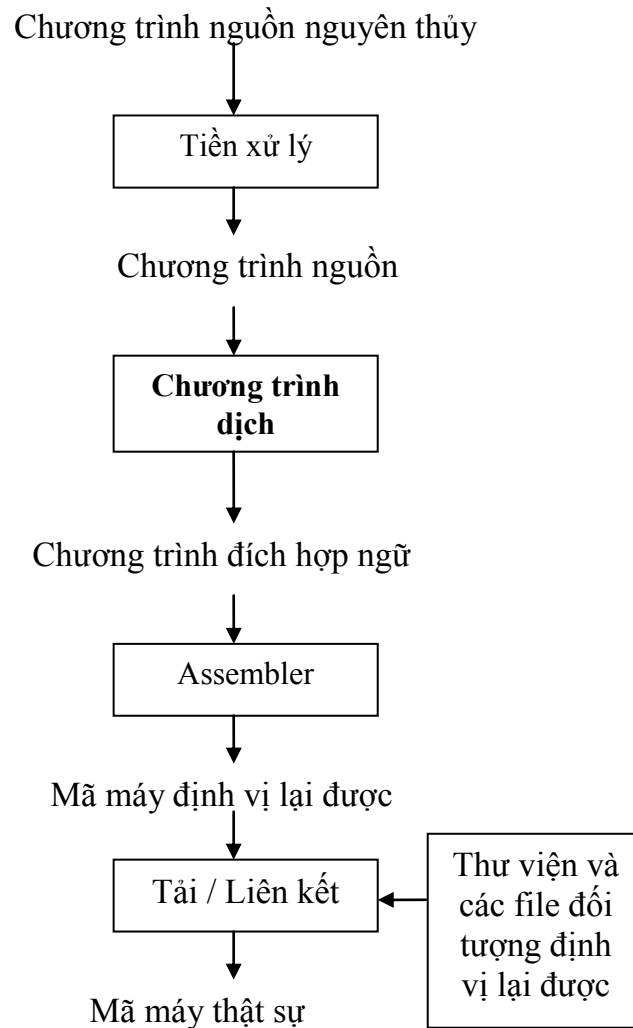 Chương trình nguồn nguyên thủy
Tiền xử lý
Chương trình nguồn
Chương trình
dịch
Chương trình đích hợp ngữ
Assembler
Mã máy định vị lại được
Tải / Liên kết
Thư viện và
các file đối
tượng định
vị lại được
Mã máy thật sự